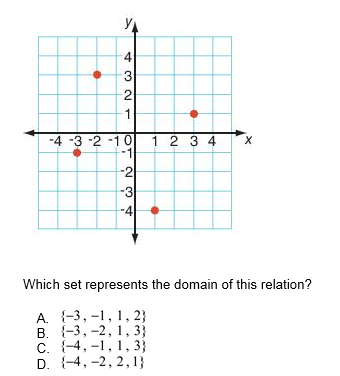 y
4
3
2
1
-4 -3 -2 -1 0 1 2 3 4 x
-1
-2
-3
-4
Which set represents the domain of this relation?
A. {−3, −1, 1, 2}
B. {−3, −2, 1, 3}
C. {−4, −1, 1, 3}
D. {−4, −2, 2, 1}